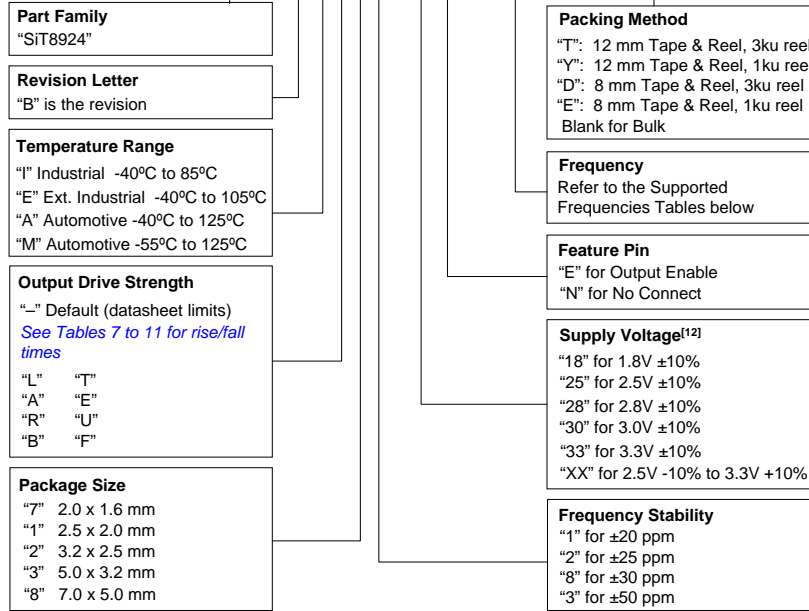 Part Family
“SiT8924”
Revision Letter
“B” is the revision
Temperature Range
“I” Industrial -40ºC to 85ºC
“E” Ext. Industrial -40ºC to 105ºC
“A” Automotive -40ºC to 125ºC
“M” Automotive -55ºC to 125ºC
Output Drive Strength
“–” Default (datasheet limits)
See Tables 7 to 11 for rise/fall
times
“L” “T”
“A” “E”
“R” “U”
“B” “F”
Package Size
“7” 2.0 x 1.6 mm
“1” 2.5 x 2.0 mm
“2” 3.2 x 2.5 mm
“3” 5.0 x 3.2 mm
“8” 7.0 x 5.0 mm
Packing Method
“T”: 12 mm Tape & Reel, 3ku reel
“Y”: 12 mm Tape & Reel, 1ku reel
“D”: 8 mm Tape & Reel, 3ku reel
“E”: 8 mm Tape & Reel, 1ku reel
Blank for Bulk
Frequency
Refer to the Supported
Frequencies Tables below
Feature Pin
“E” for Output Enable
“N” for No Connect
Supply Voltage[12]
“18” for 1.8V ±10%
“25” for 2.5V ±10%
“28” for 2.8V ±10%
“30” for 3.0V ±10%
“33” for 3.3V ±10%
“XX” for 2.5V -10% to 3.3V +10%
Frequency Stability
“1” for ±20 ppm
“2” for ±25 ppm
“8” for ±30 ppm
“3” for ±50 ppm